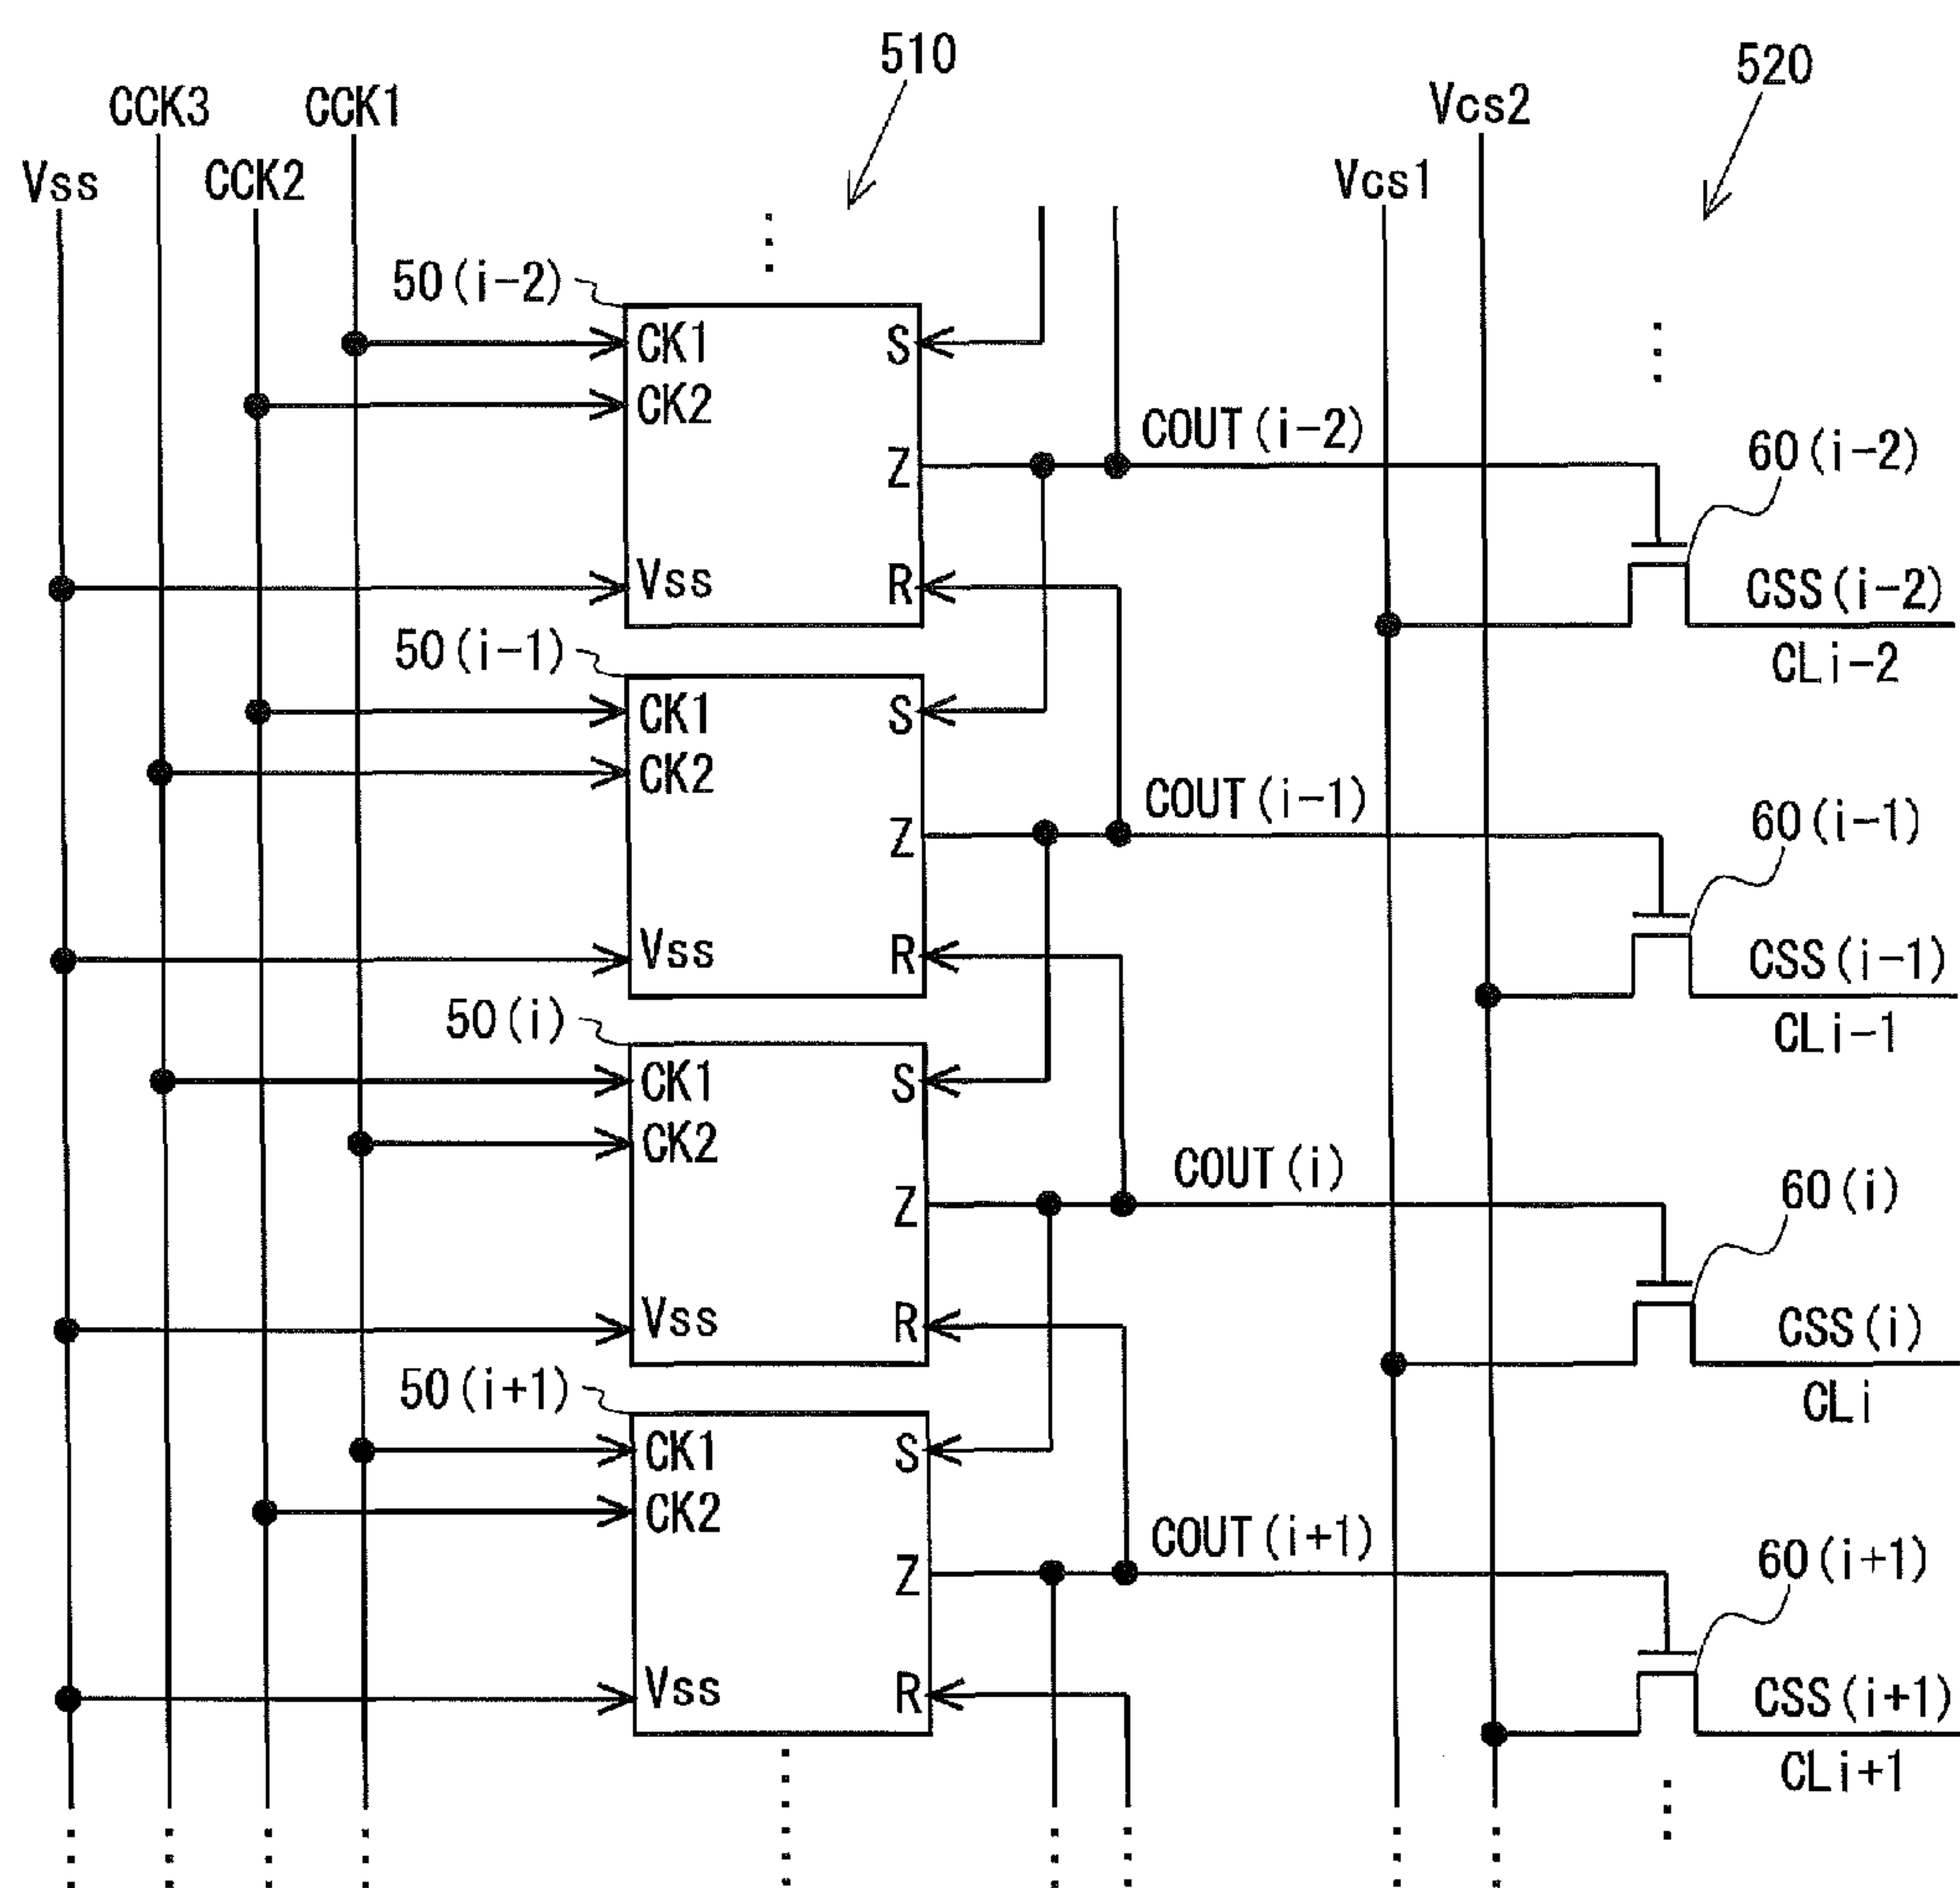 510
520
CCK3
CCK1
Vcs2
Vss
CCK2
Vcs1
50(i-2)
CK1
S
CK2
COUT(i-2)
Z
60(i-2)
Vss
R
CSS(i-2)
CLi-2
50(i-1)
CK1
S
CK2
COUT(i-1)
Z
60(i-1)
Vss
R
CSS(i-1)
CLi-1
50(i)
CK1
S
CK2
COUT(i)
Z
60(i)
Vss
R
CSS(i)
CLi
50(i+1)
CK1
S
CK2
COUT(i+1)
Z
60(i+1)
Vss
R
CSS(i+1)
CLi+1